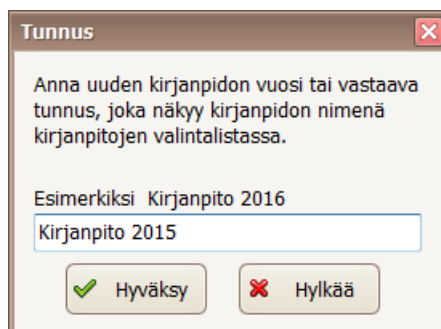 Tunnus
Anna uuden kirjanpidon vuosi tai vastaava
tunnus, joka näkyy kirjanpidon nimenä
kirjanpitojen valintalistassa.
Esimerkiksi Kirjanpito 2016
Kirjanpito 2015
Hyväksy Hylkää